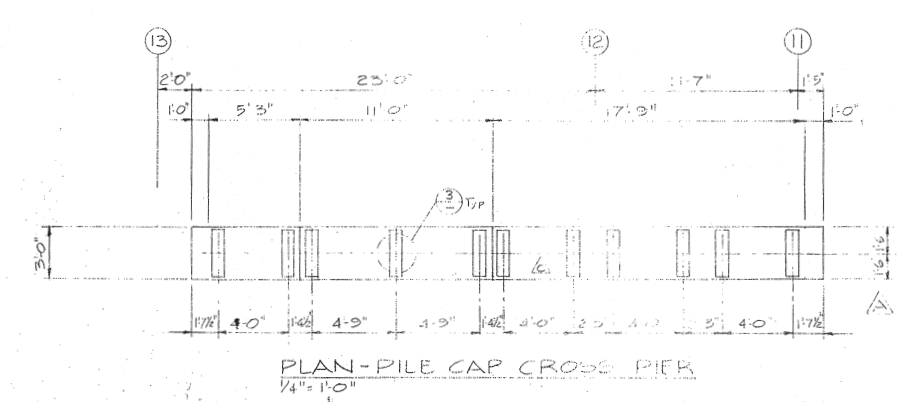 13 12 11
2'0" 23'-0" 11-7" 1'5"
1'0" 5'3" 11'0" 17'-9" 1'-0"
3 TYP
3'-0" 1'6 1'6
A
1'7½" 4'-0" 1'4½" 4'-9" 4'-9" 1'4½" 4'-0" 4'-0" 1'7½"
PLAN-PILE CAP CROSS PIER
1/4" = 1'-0"